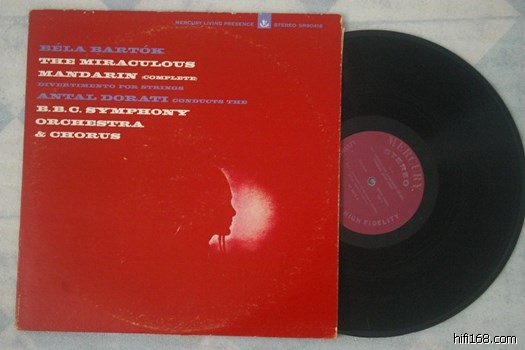 MERCURY LIVING PRESENCE STEREO SR90416
BÉLA BARTÓK
THE MIRACULOUS
MANDARIN (COMPLETE)
DIVERTIMENTO FOR STRINGS
ANTAL DORATI CONDUCTS THE
B.B.C. SYMPHONY
ORCHESTRA
& CHORUS
MERCURY
STEREO
HIGH FIDELITY
hifi168.com